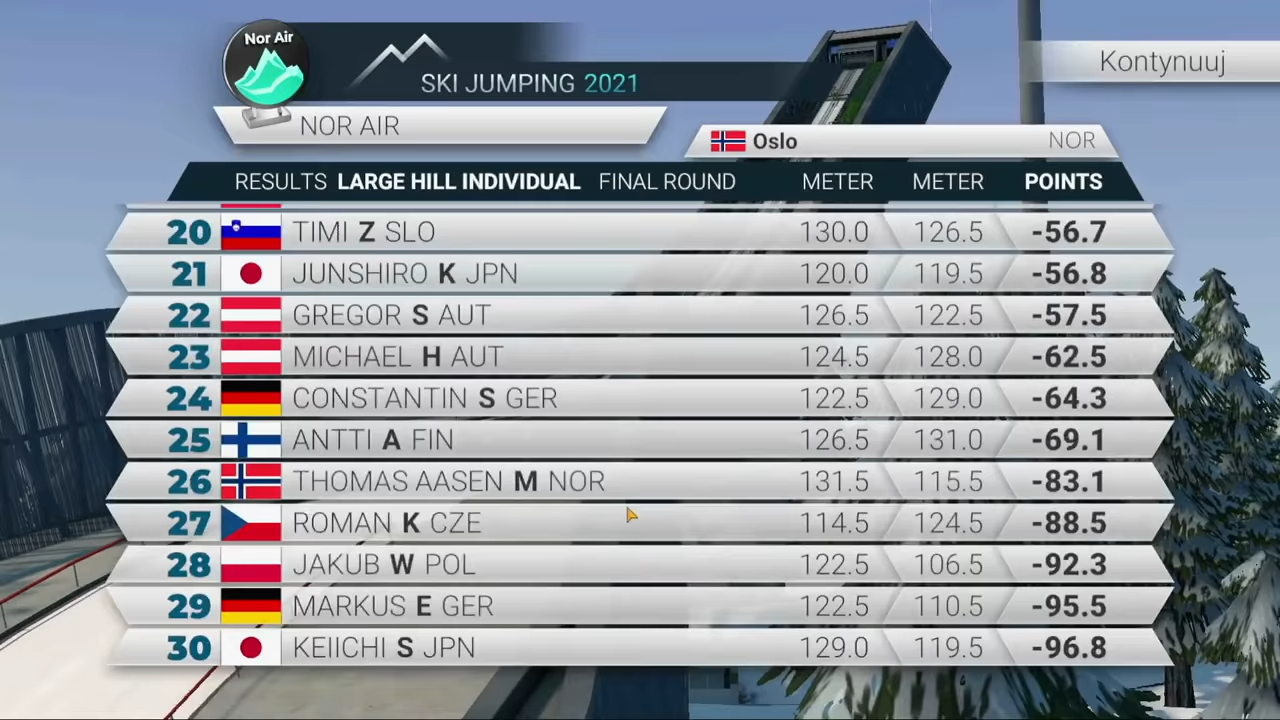 Nor Air
SKI JUMPING 2021
Kontynuuj
NOR AIR
Oslo NOR
RESULTS LARGE HILL INDIVIDUAL FINAL ROUND METER METER POINTS
20 TIMI Z SLO 130.0 126.5 -56.7
21 JUNSHIRO K JPN 120.0 119.5 -56.8
22 GREGOR S AUT 126.5 122.5 -57.5
23 MICHAEL H AUT 124.5 128.0 -62.5
24 CONSTANTIN S GER 122.5 129.0 -64.3
25 ANTTI A FIN 126.5 131.0 -69.1
26 THOMAS AASEN M NOR 131.5 115.5 -83.1
27 ROMAN K CZE 114.5 124.5 -88.5
28 JAKUB W POL 122.5 106.5 -92.3
29 MARKUS E GER 122.5 110.5 -95.5
30 KEIICHI S JPN 129.0 119.5 -96.8